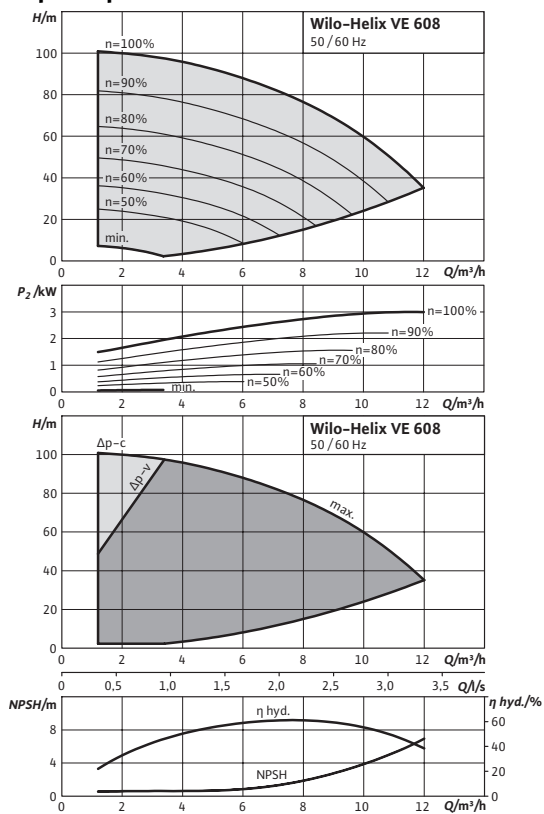 H/m
Wilo-Helix VE 608
50 / 60 Hz
n=100%
100
n=90%
80
n=80%
60
n=70%
40
n=60%
n=50%
20
min.
0
0 2 4 6 8 10 12 Q/m³/h
P₂ /kW
3
n=100%
n=90%
2
n=80%
n=70%
1
n=60%
n=50%
min.
0
0 2 4 6 8 10 12 Q/m³/h
H/m
Wilo-Helix VE 608
50 / 60 Hz
Δp-c
100
Δp-v
80
max.
60
40
20
0
0 2 4 6 8 10 12 Q/m³/h
0 0,5 1,0 1,5 2,0 2,5 3,0 3,5 Q/l/s
NPSH/m
η hyd./%
η hyd.
60
8
40
4
NPSH
20
0
0
0 2 4 6 8 10 12 Q/m³/h